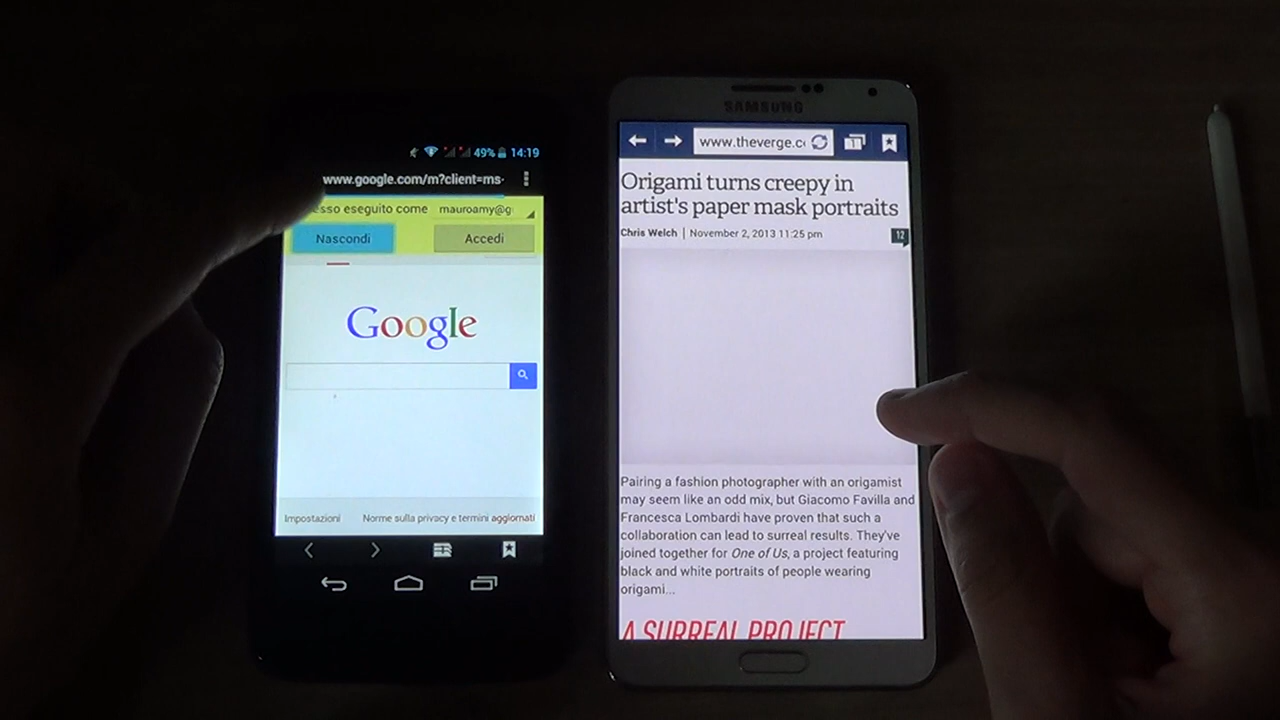 49% 14:19
www.google.com/m?client=ms-
esso eseguito come mauroamy@g
Nascondi Accedi
Google
Impostazioni Norme sulla privacy e termini aggiornati
SAMSUNG
www.theverge.c
1
Origami turns creepy in
artist's paper mask portraits
Chris Welch | November 2, 2013 11:25 pm
12
Pairing a fashion photographer with an origamist
may seem like an odd mix, but Giacomo Favilla and
Francesca Lombardi have proven that such a
collaboration can lead to surreal results. They've
joined together for One of Us, a project featuring
black and white portraits of people wearing
origami...
A SURREAL PROJECT